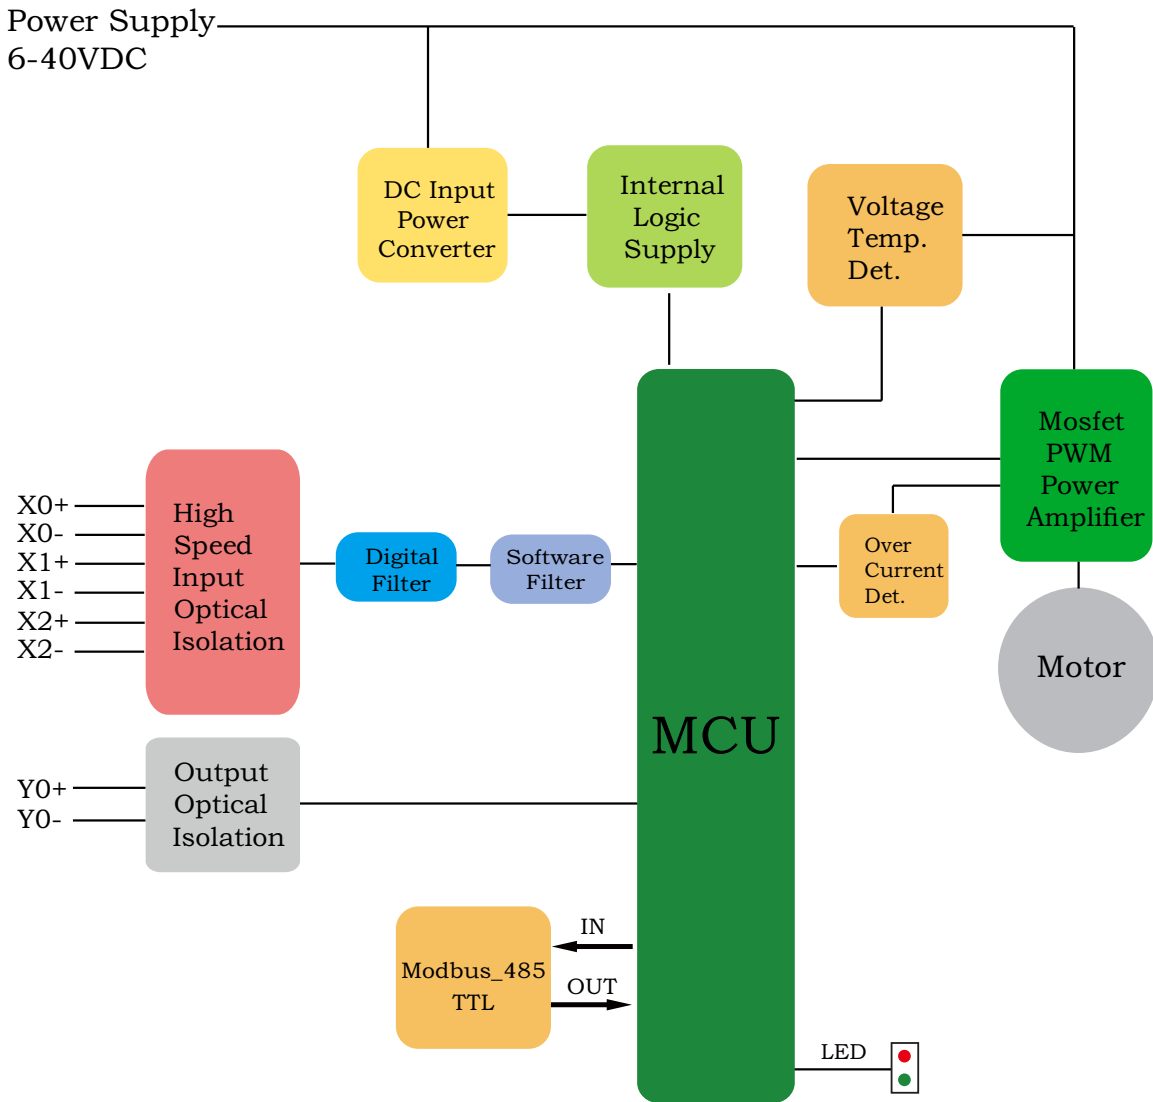 Power Supply
6-40VDC
DC Input
Power
Converter
Internal
Logic
Supply
Voltage
Temp.
Det.
Mosfet
PWM
Power
Amplifier
X0+
X0-
X1+
X1-
X2+
X2-
High
Speed
Input
Optical
Isolation
Digital
Filter
Software
Filter
Over
Current
Det.
Motor
MCU
Y0+
Y0-
Output
Optical
Isolation
IN
Modbus_485
TTL
OUT
LED